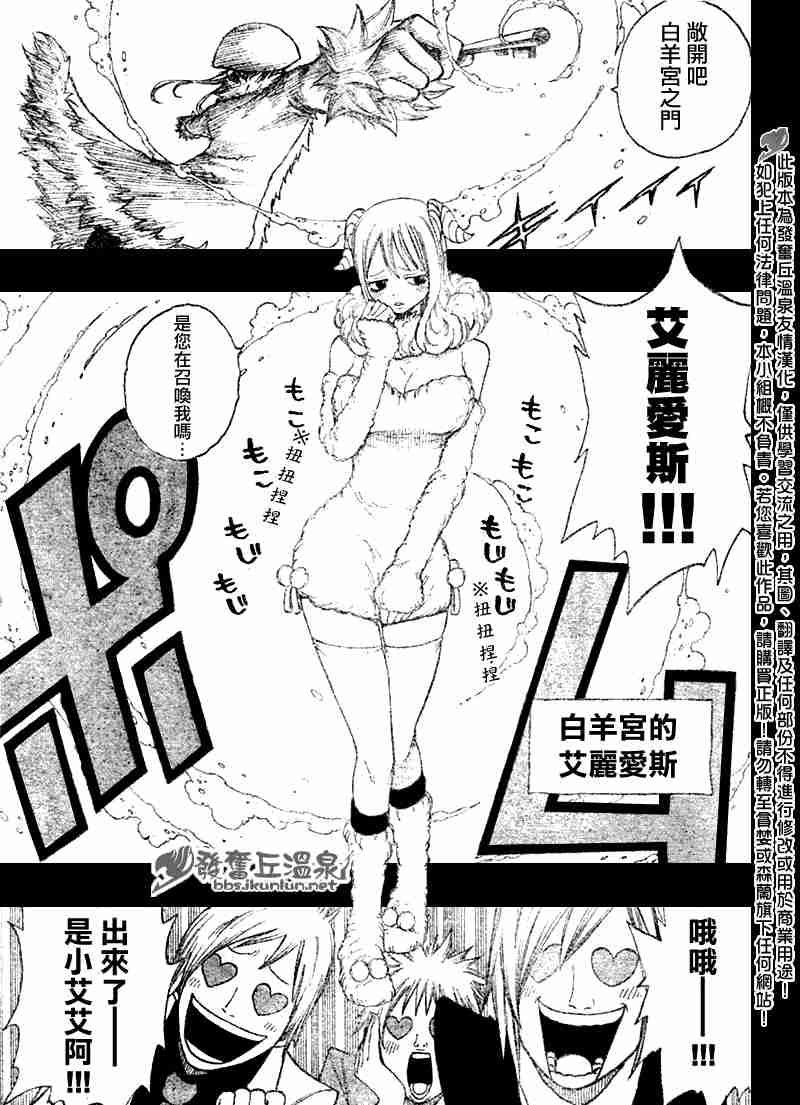 敞開吧
白羊宮之門
艾麗愛斯!!!
是您在召喚我嗎…
もこ
もこ
※扭扭捏捏
もじ
もじ
もこ
もこ
もじ
もじ
※扭扭捏捏
白羊宮的
艾麗愛斯
發奮丘溫泉
bbs.ikunlun.net
哦哦——!!!
出來了——
是小艾艾阿!!!
此版本為發奮丘溫泉友情漢化，僅供學習交流之用，其圖、翻譯及任何部份不得進行修改或用於商業用途！
如犯上任何法律問題，本小組概不負責。若您喜歡此作品，請購買正版！請勿轉至貪婪或森蘭旗下任何網站！